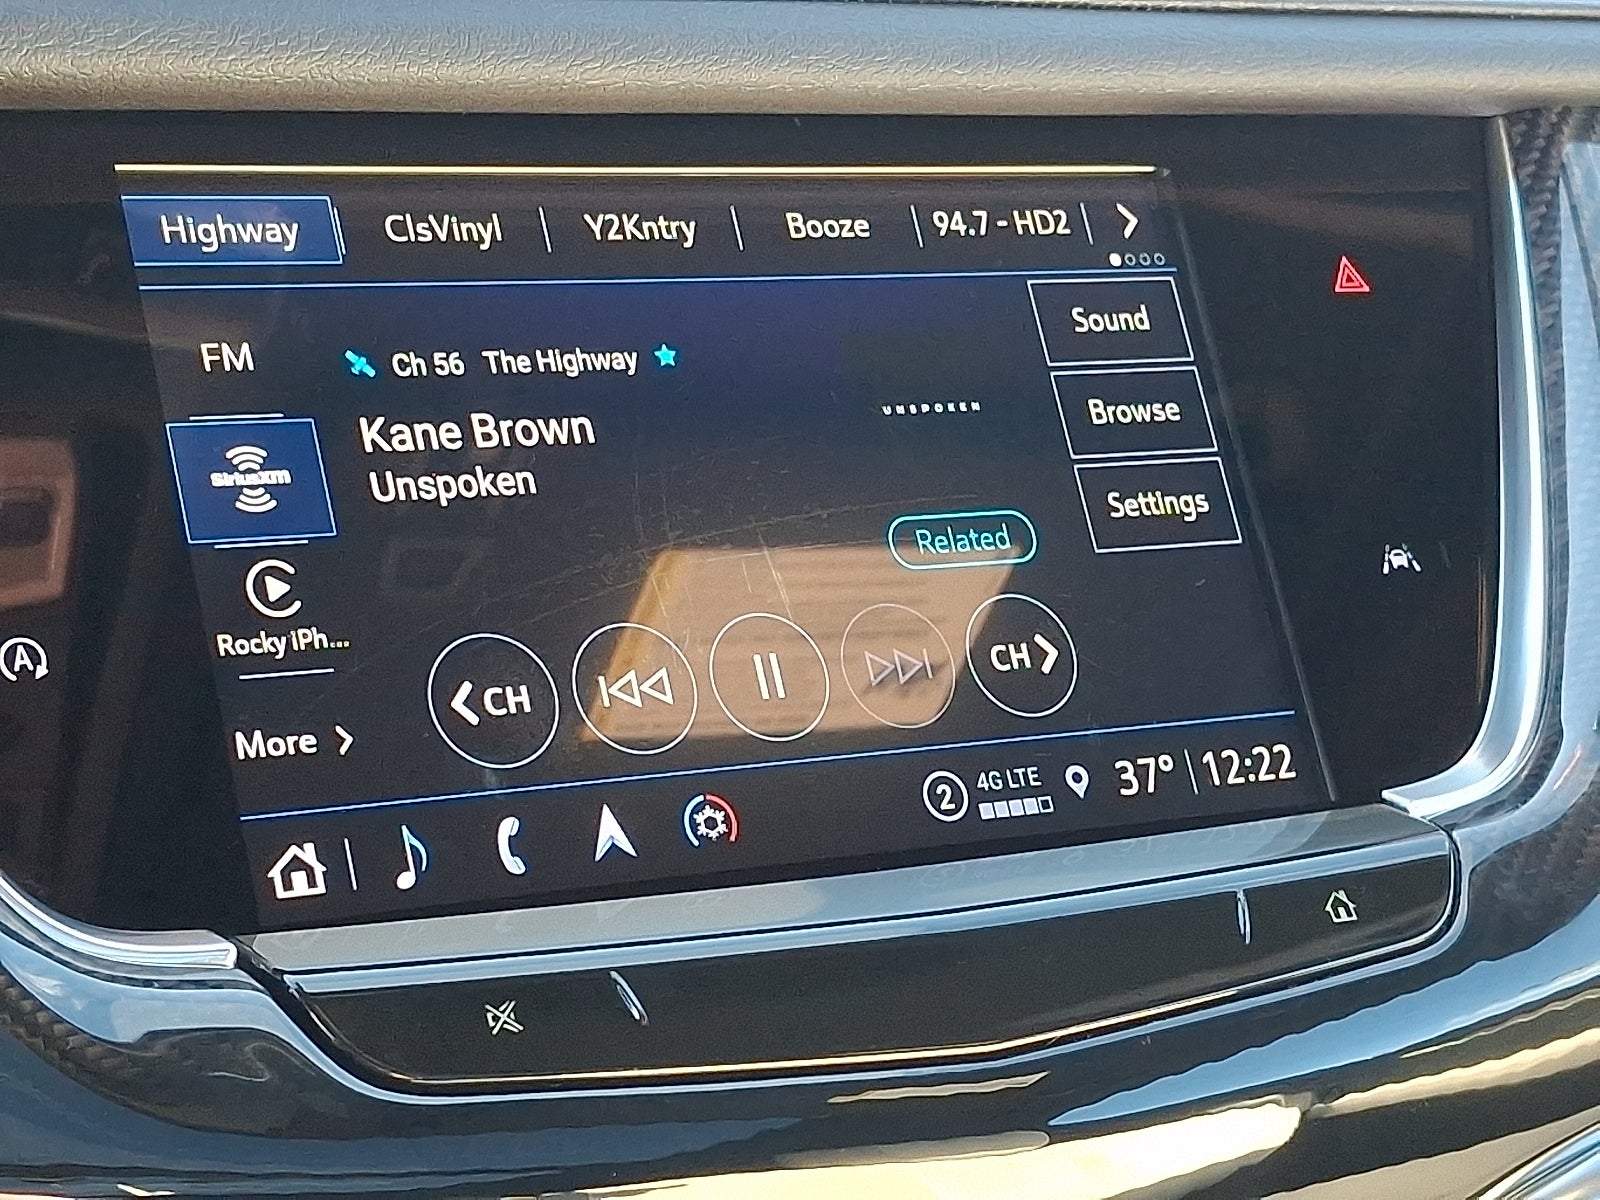 Highway
ClsVinyl
Y2Kntry
Booze
94.7 - HD2
FM
Ch 56 The Highway
Kane Brown
Unspoken
UNSPOKEN
Sound
Browse
Settings
siriusxm
Related
Rocky iPh...
More
CH
CH
2
4G LTE
37° 12:22
A